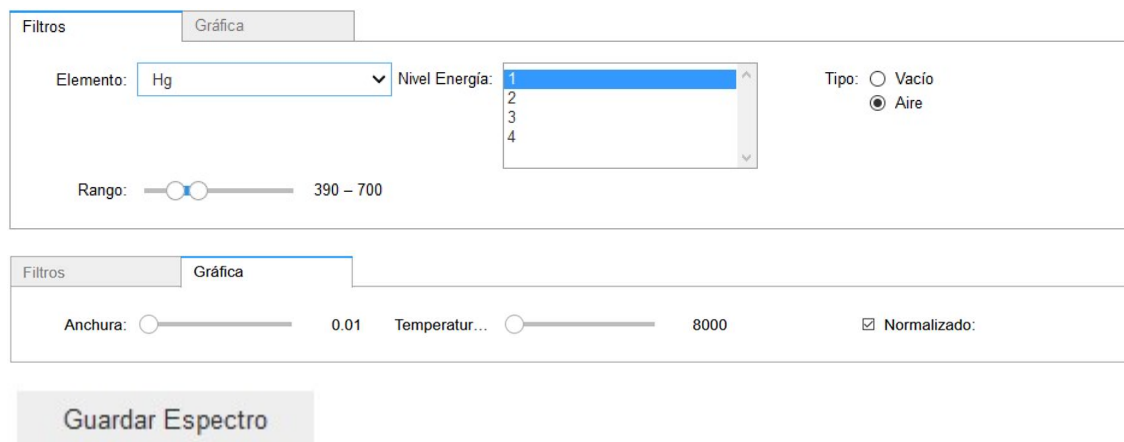 Filtros Gráfica
Elemento: Hg Nivel Energía: 1 Tipo: Vacío
2 Aire
3
4
Rango: 390 – 700
Filtros Gráfica
Anchura: 0.01 Temperatur... 8000 Normalizado:
Guardar Espectro